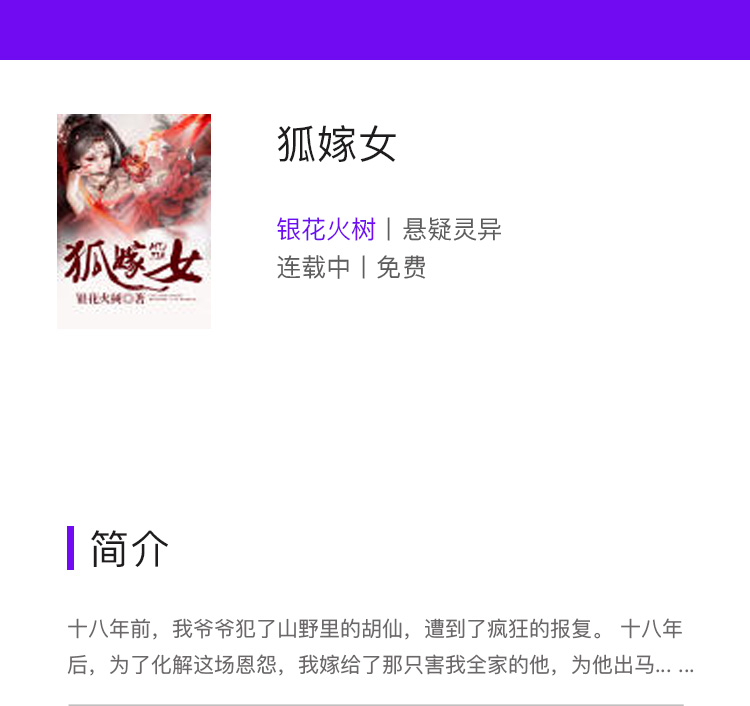 狐嫁女
银花火树著
狐嫁女
银花火树丨悬疑灵异
连载中丨免费
简介
十八年前，我爷爷犯了山野里的胡仙，遭到了疯狂的报复。 十八年
后，为了化解这场恩怨，我嫁给了那只害我全家的他，为他出马... ...